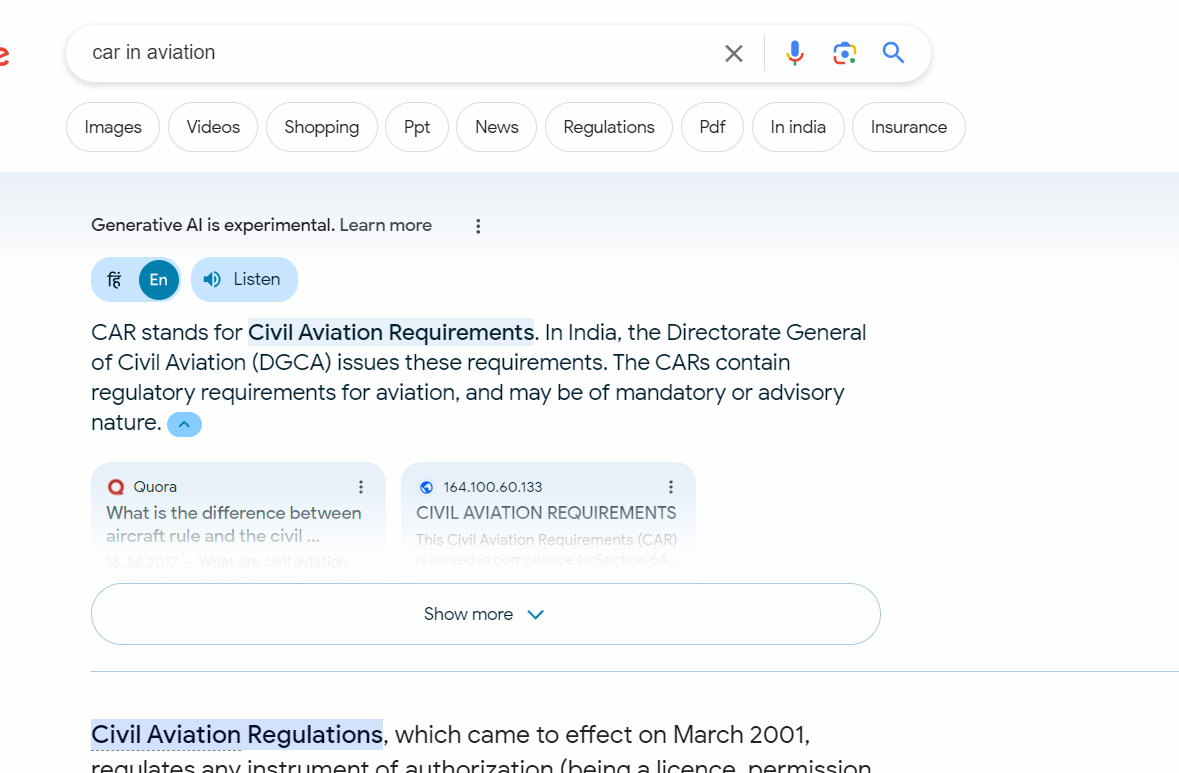 e
car in aviation
Images Videos Shopping Ppt News Regulations Pdf In india Insurance
Generative AI is experimental. Learn more
हिं En Listen
CAR stands for Civil Aviation Requirements. In India, the Directorate General
of Civil Aviation (DGCA) issues these requirements. The CARs contain
regulatory requirements for aviation, and may be of mandatory or advisory
nature.
Quora
What is the difference between
aircraft rule and the civil ...
16 Jul 2017 — What are civil aviation
164.100.60.133
CIVIL AVIATION REQUIREMENTS
This Civil Aviation Requirements (CAR)
is issued in compliance to Section 5A...
Show more
Civil Aviation Regulations, which came to effect on March 2001,
regulates any instrument of authorization (being a licence, permission